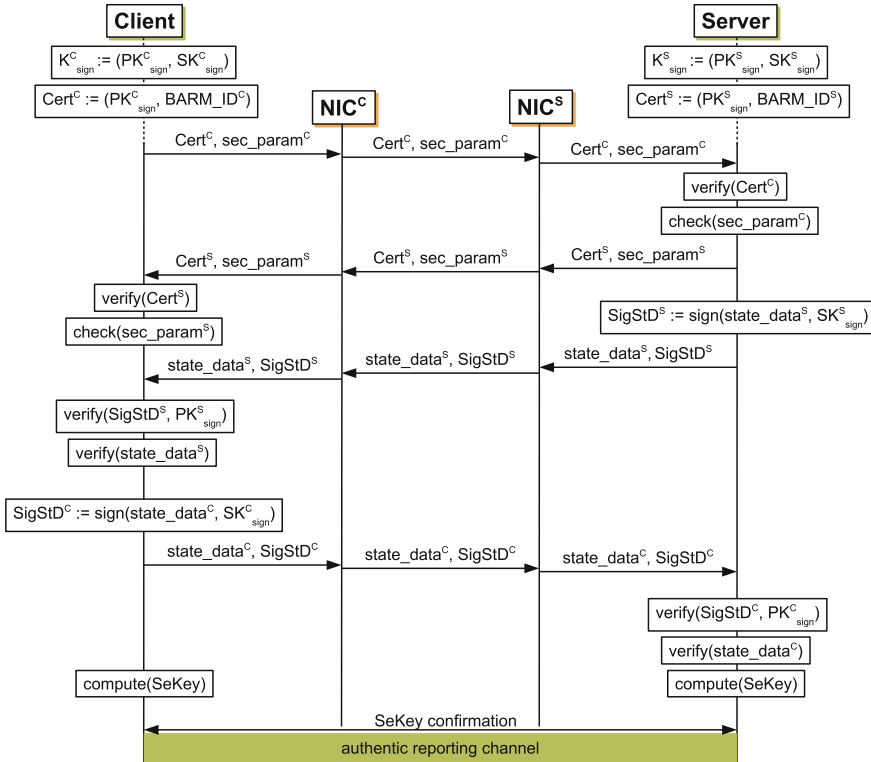 Client
Server
K^C_sign := (PK^C_sign, SK^C_sign)
K^S_sign := (PK^S_sign, SK^S_sign)
Cert^C := (PK^C_sign, BARM_ID^C)
Cert^S := (PK^S_sign, BARM_ID^S)
NIC^C
NIC^S
Cert^C, sec_param^C
Cert^C, sec_param^C
Cert^C, sec_param^C
verify(Cert^C)
check(sec_param^C)
Cert^S, sec_param^S
Cert^S, sec_param^S
Cert^S, sec_param^S
verify(Cert^S)
SigStD^S := sign(state_data^S, SK^S_sign)
check(sec_param^S)
state_data^S, SigStD^S
state_data^S, SigStD^S
state_data^S, SigStD^S
verify(SigStD^S, PK^S_sign)
verify(state_data^S)
SigStD^C := sign(state_data^C, SK^C_sign)
state_data^C, SigStD^C
state_data^C, SigStD^C
state_data^C, SigStD^C
verify(SigStD^C, PK^C_sign)
verify(state_data^C)
compute(SeKey)
compute(SeKey)
SeKey confirmation
authentic reporting channel